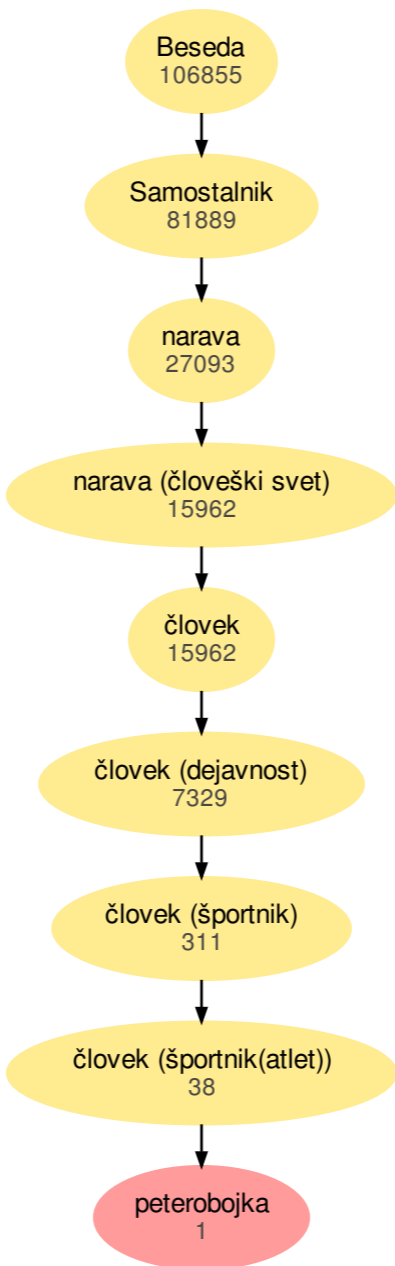 Beseda
106855
Samostalnik
81889
narava
27093
narava (človeški svet)
15962
človek
15962
človek (dejavnost)
7329
človek (športnik)
311
človek (športnik(atlet))
38
peterobojka
1